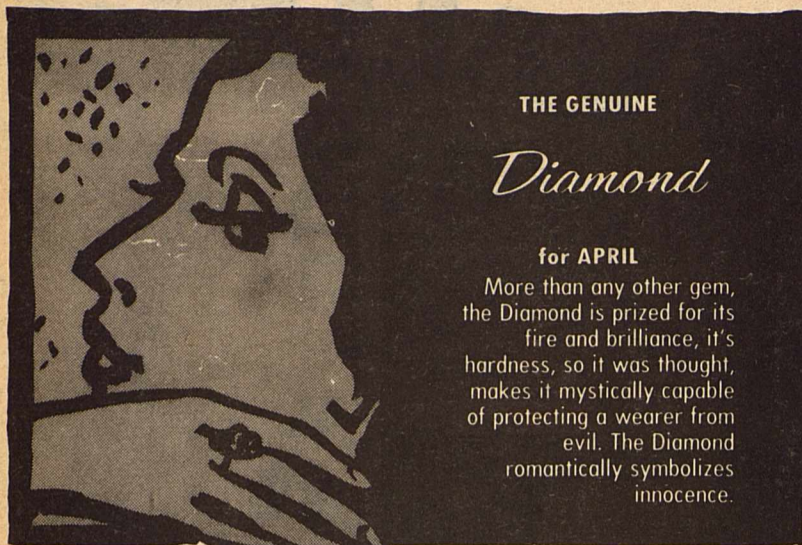 THE GENUINE
Diamond
for APRIL
More than any other gem,
the Diamond is prized for its
fire and brilliance, it's
hardness, so it was thought,
makes it mystically capable
of protecting a wearer from
evil. The Diamond
romantically symbolizes
innocence.